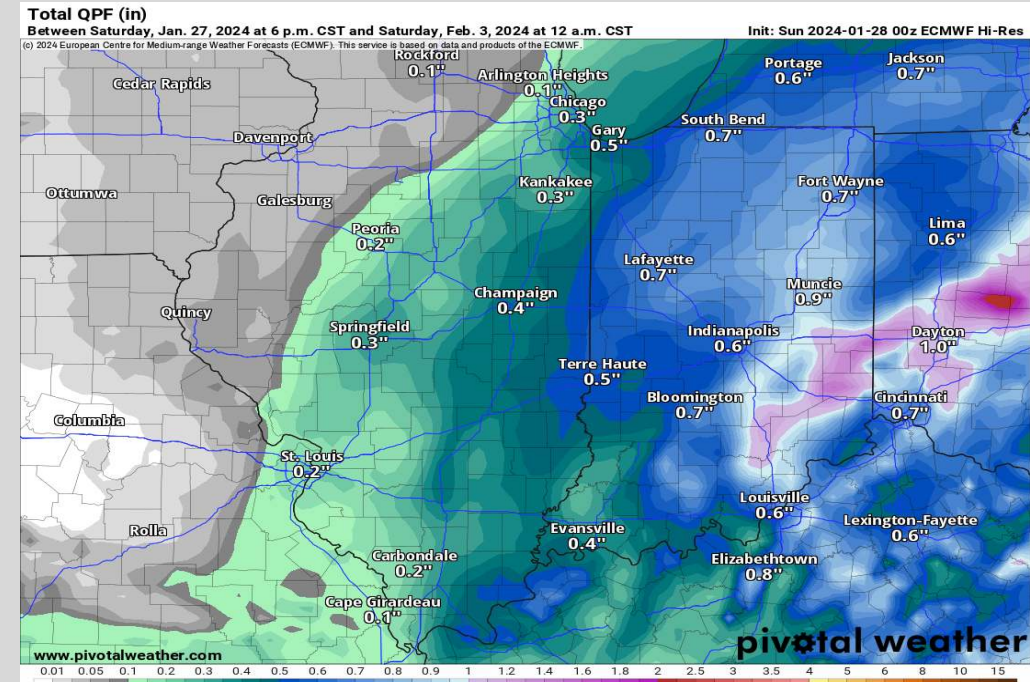 Total QPF (in)
Between Saturday, Jan. 27, 2024 at 6 p.m. CST and Saturday, Feb. 3, 2024 at 12 a.m. CST
Init: Sun 2024-01-28 00z ECMWF Hi-Res
(c) 2024 European Centre for Medium-range Weather Forecasts (ECMWF). This service is based on data and products of the ECMWF.
Rockford
0.1"
Cedar Rapids
Arlington Heights
0.1"
Portage
0.6"
Jackson
0.7"
Chicago
0.3"
Davenport
Gary
0.5"
South Bend
0.7"
Ottumwa
Galesburg
Kankakee
0.3"
Fort Wayne
0.7"
Peoria
0.2"
Lima
0.6"
Lafayette
0.7"
Quincy
Champaign
0.4"
Muncie
0.9"
Springfield
0.3"
Indianapolis
0.6"
Dayton
1.0"
Terre Haute
0.5"
Columbia
Bloomington
0.7"
Cincinnati
0.7"
St. Louis
0.2"
Louisville
0.6"
Rolla
Evansville
0.4"
Lexington-Fayette
0.6"
Carbondale
0.2"
Elizabethtown
0.8"
Cape Girardeau
0.1"
pivotal weather
www.pivotalweather.com
0.01 0.05 0.1 0.2 0.3 0.4 0.5 0.6 0.7 0.8 0.9 1 1.2 1.4 1.6 1.8 2 2.5 3 3.5 4 5 6 8 10 15